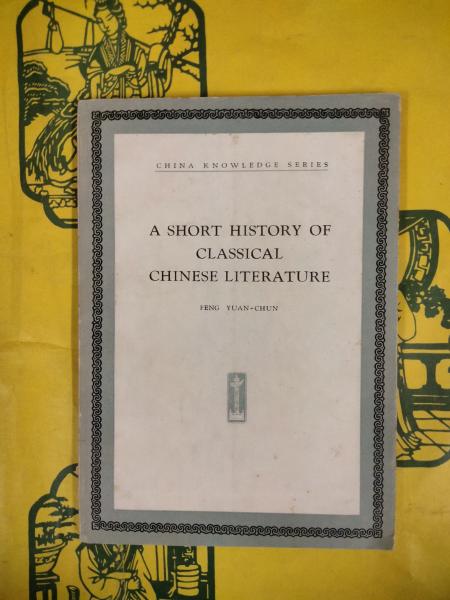 CHINA KNOWLEDGE SERIES
A SHORT HISTORY OF
CLASSICAL
CHINESE LITERATURE
FENG YUAN-CHUN